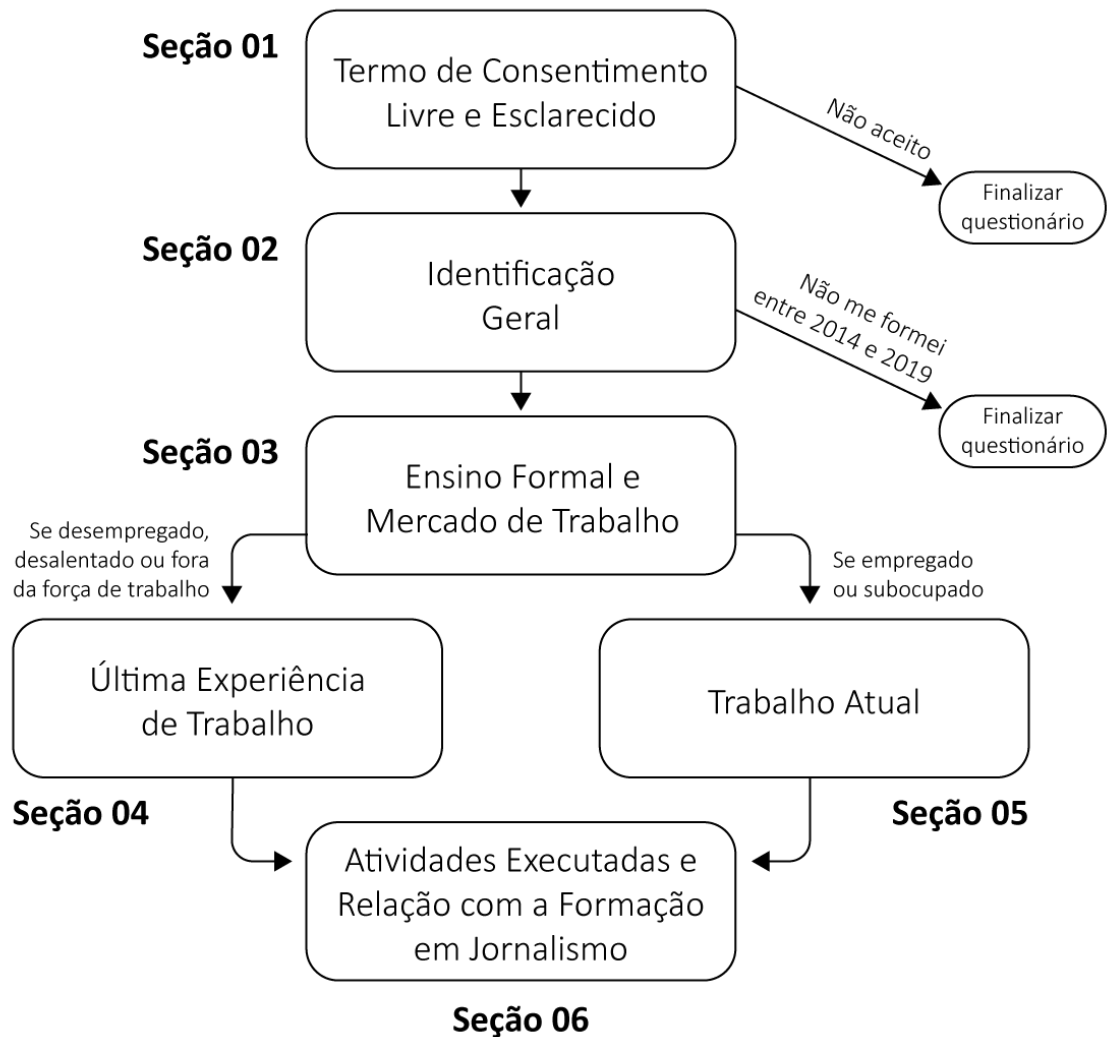 Seção 01
Termo de Consentimento
Livre e Esclarecido
Não aceito
Finalizar
questionário
Seção 02
Identificação
Geral
Não me formei
entre 2014 e 2019
Finalizar
questionário
Seção 03
Ensino Formal e
Mercado de Trabalho
Se desempregado,
desalentado ou fora
da força de trabalho
Se empregado
ou subocupado
Última Experiência
de Trabalho
Trabalho Atual
Seção 04
Seção 05
Atividades Executadas e
Relação com a Formação
em Jornalismo
Seção 06